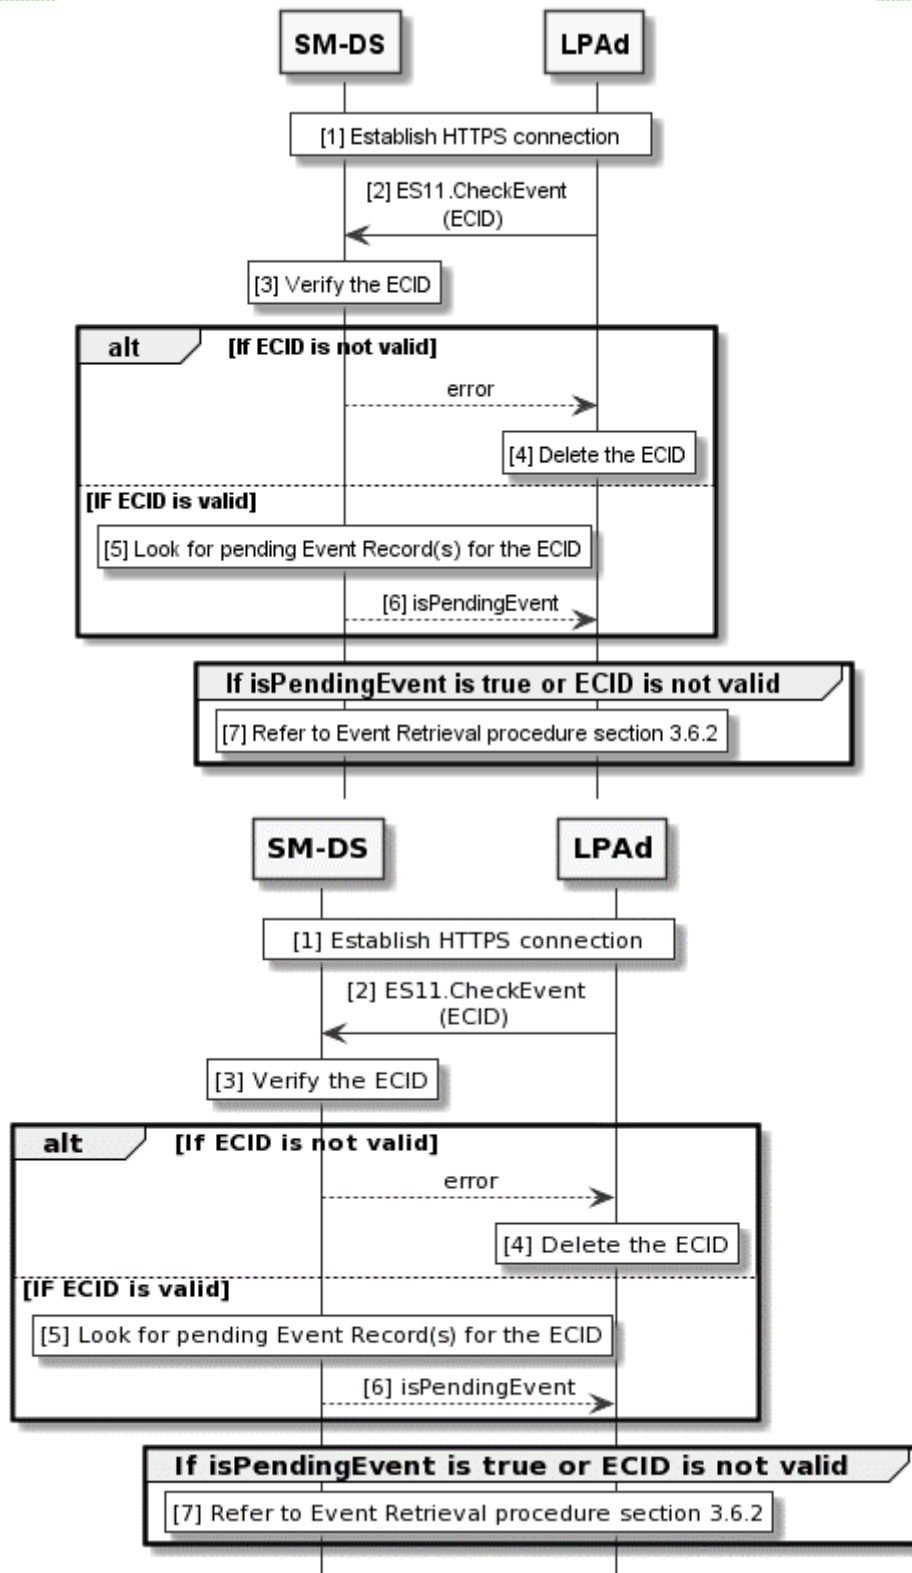 SM-DS LPAd
[1] Establish HTTPS connection
[2] ES11.CheckEvent
(ECID)
[3] Verify the ECID
alt [If ECID is not valid]
error
[4] Delete the ECID
[IF ECID is valid]
[5] Look for pending Event Record(s) for the ECID
[6] isPendingEvent
If isPendingEvent is true or ECID is not valid
[7] Refer to Event Retrieval procedure section 3.6.2
SM-DS LPAd
[1] Establish HTTPS connection
[2] ES11.CheckEvent
(ECID)
[3] Verify the ECID
alt [If ECID is not valid]
error
[4] Delete the ECID
[IF ECID is valid]
[5] Look for pending Event Record(s) for the ECID
[6] isPendingEvent
If isPendingEvent is true or ECID is not valid
[7] Refer to Event Retrieval procedure section 3.6.2